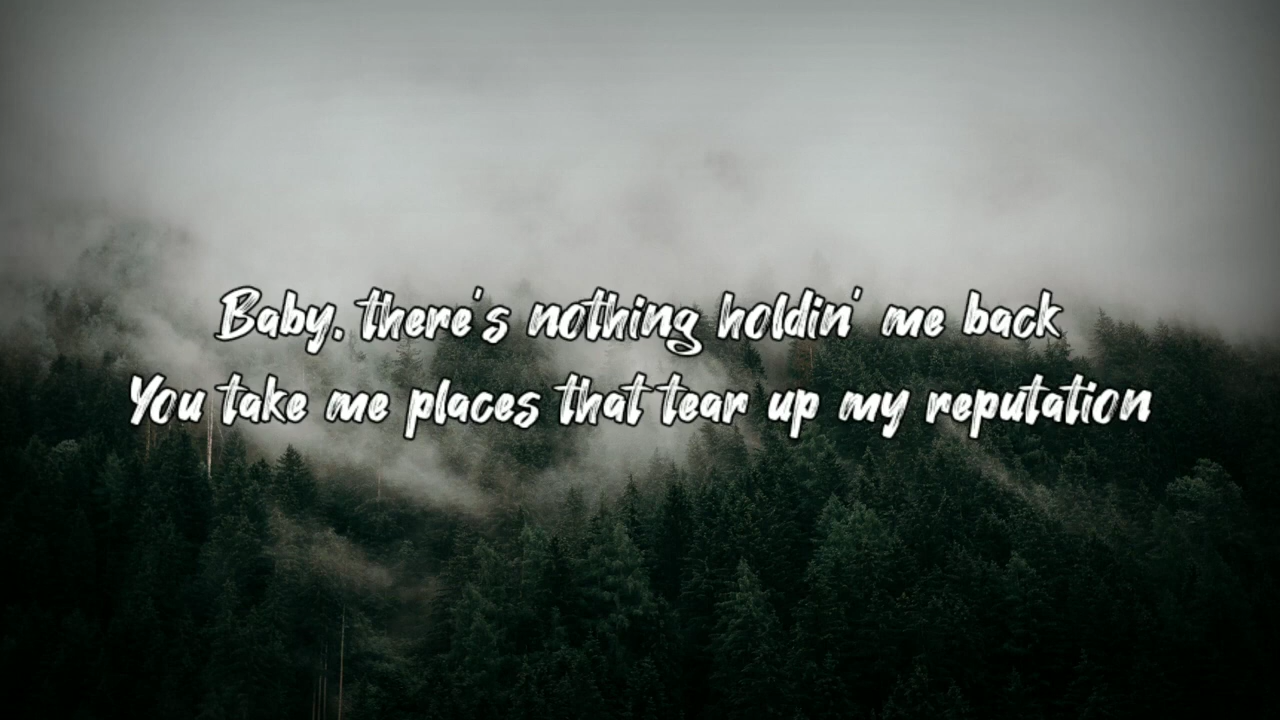 Baby, there's nothing holdin' me back
You take me places that tear up my reputation